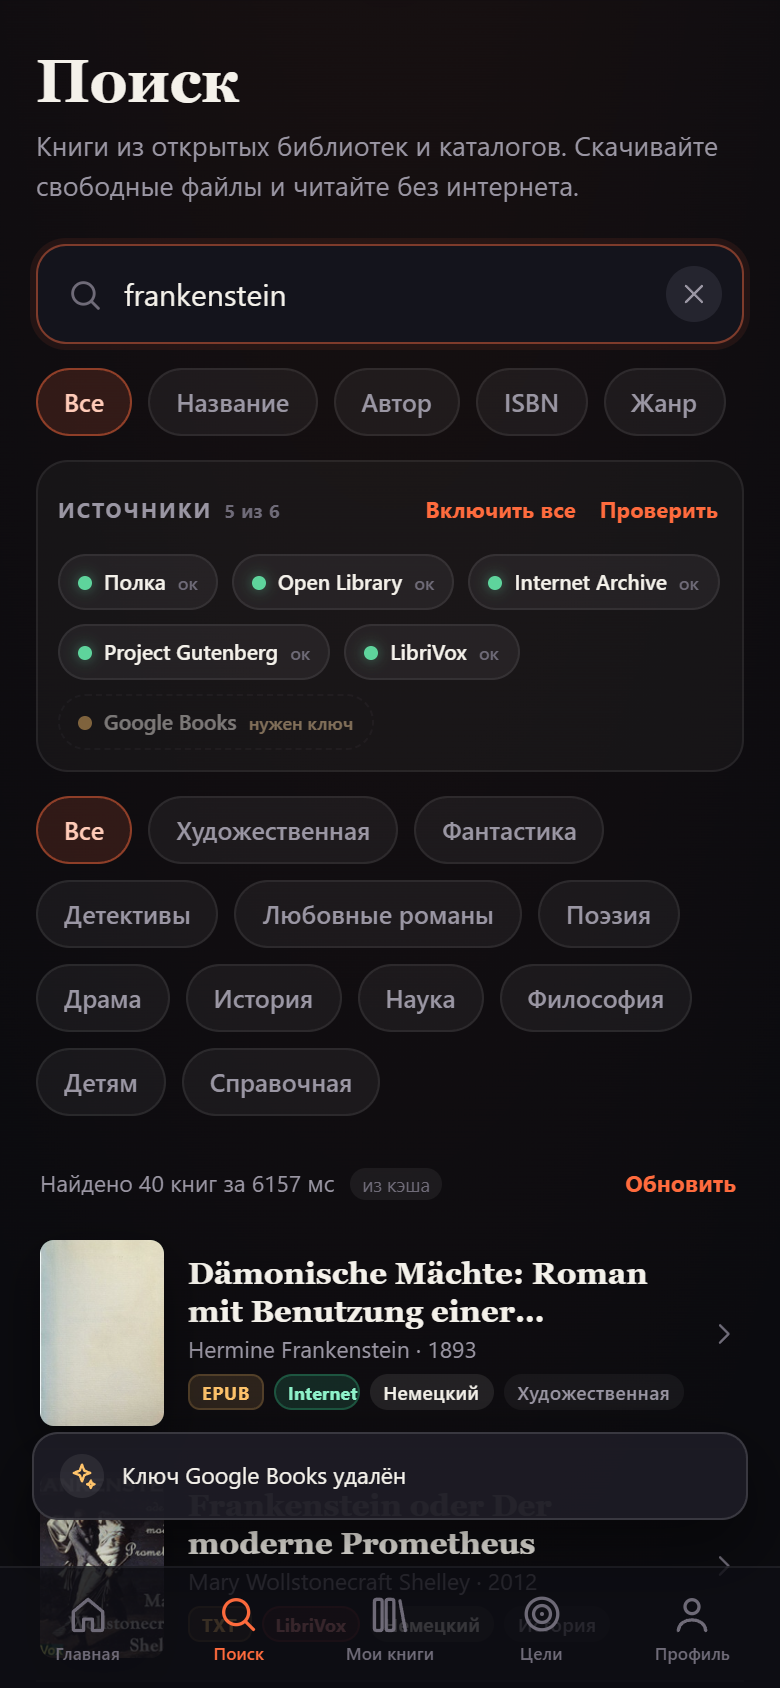 Поиск
Книги из открытых библиотек и каталогов. Скачивайте
свободные файлы и читайте без интернета.
frankenstein
Все Название Автор ISBN Жанр
ИСТОЧНИКИ 5 из 6 Включить все Проверить
Полка ок Open Library ок Internet Archive ок
Project Gutenberg ок LibriVox ок
Google Books нужен ключ
Все Художественная Фантастика
Детективы Любовные романы Поэзия
Драма История Наука Философия
Детям Справочная
Найдено 40 книг за 6157 мс из кэша Обновить
Dämonische Mächte: Roman
mit Benutzung einer...
Hermine Frankenstein · 1893
EPUB Internet Немецкий Художественная
Ключ Google Books удалён
Frankenstein oder Der
moderne Prometheus
Mary Wollstonecraft Shelley · 2012
TXT LibriVox
Главная Поиск Мои книги Цели Профиль